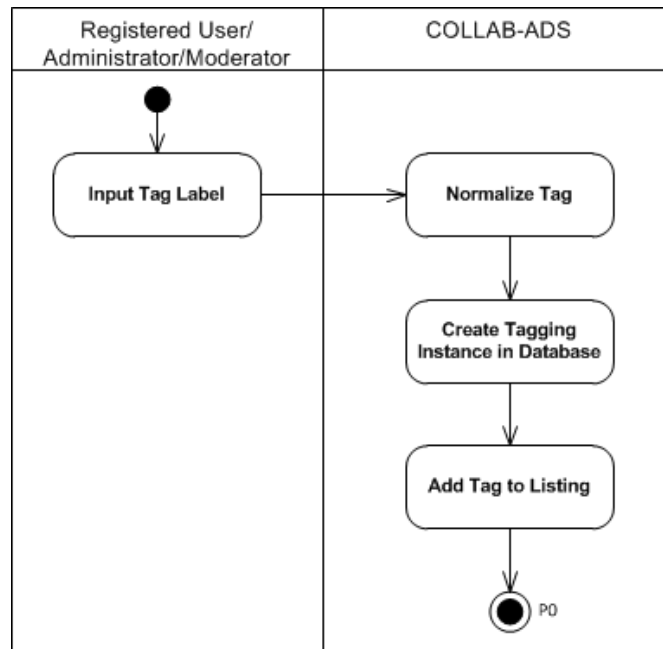 Registered User/
Administrator/Moderator
COLLAB-ADS
Input Tag Label
Normalize Tag
Create Tagging
Instance in Database
Add Tag to Listing
P0